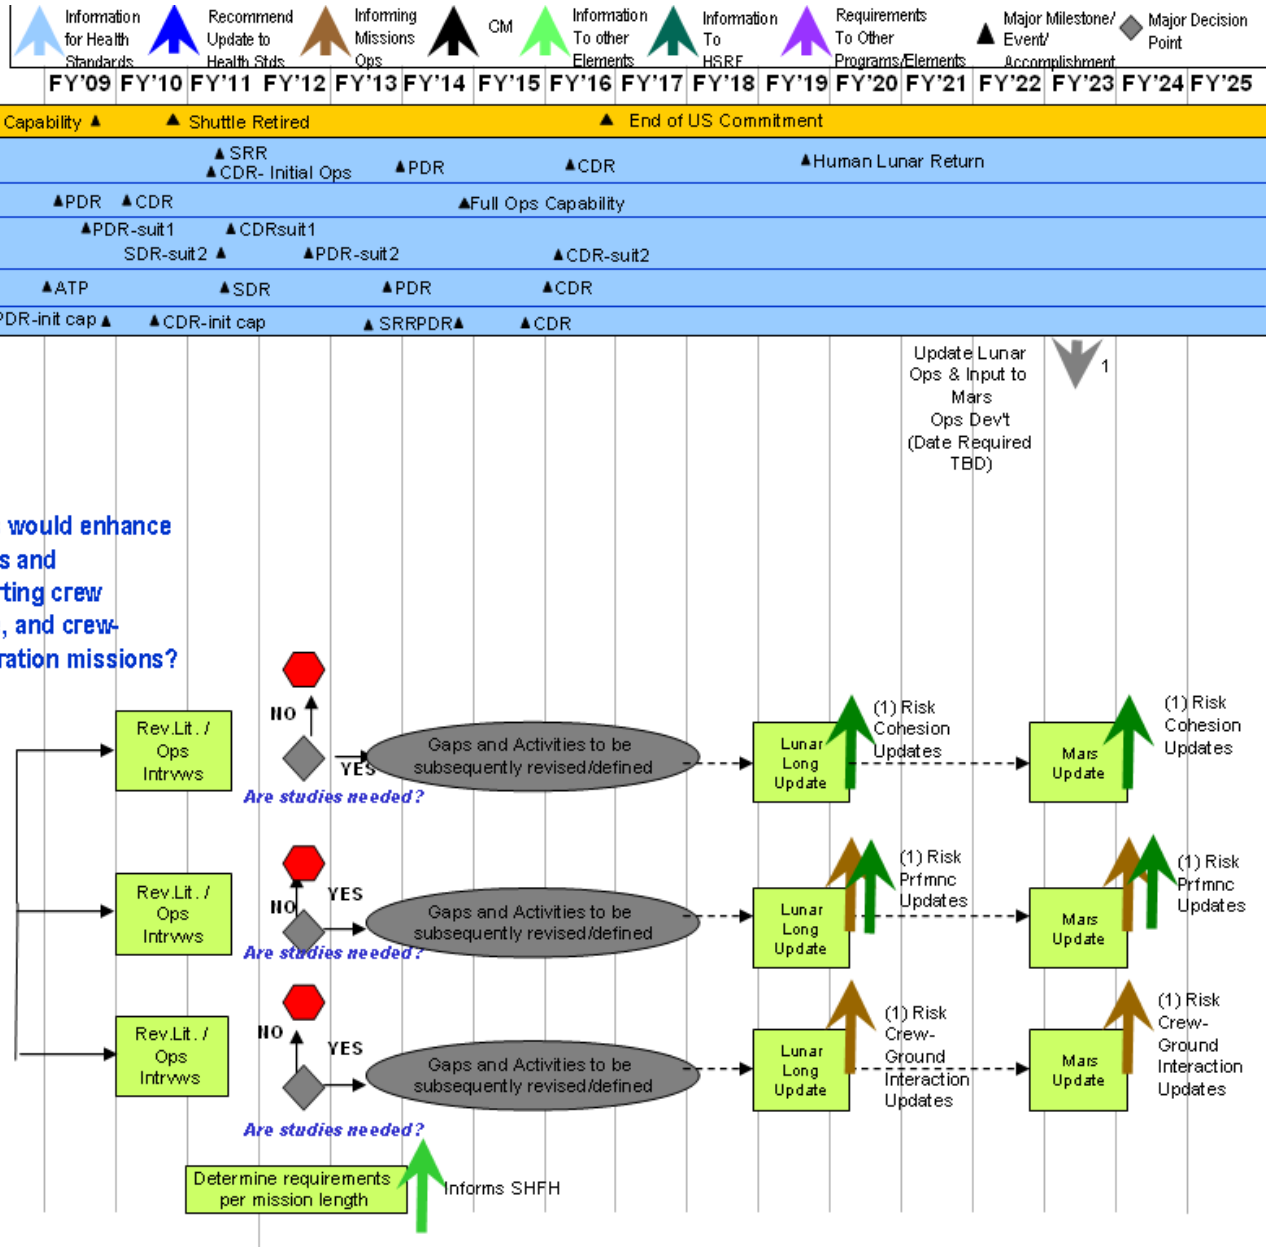 Information
for Health
Standards
Recommend
Update to
Health Stds
Informing
Missions
Ops
CM
Information
To other
Elements
Information
To
HSRF
Requirements
To Other
Programs/Elements
Major Milestone/
Event/
Accomplishment
Major Decision
Point
FY'09 FY'10 FY'11 FY'12 FY'13 FY'14 FY'15 FY'16 FY'17 FY'18 FY'19 FY'20 FY'21 FY'22 FY'23 FY'24 FY'25
Capability Shuttle Retired End of US Commitment
SRR
CDR- Initial Ops PDR CDR Human Lunar Return
PDR CDR Full Ops Capability
PDR-suit1 CDRsuit1
SDR-suit2 PDR-suit2 CDR-suit2
ATP SDR PDR CDR
PDR-init cap CDR-init cap SRR PDR CDR
Update Lunar
Ops & Input to
Mars
Ops Dev't
(Date Required
TBD)
1
would enhance
s and
rting crew
, and crew-
ration missions?
Rev.Lit. /
Ops
Intrvws
NO
YES
Are studies needed?
Gaps and Activities to be
subsequently revised/defined
Lunar
Long
Update
(1) Risk
Cohesion
Updates
Mars
Update
(1) Risk
Cohesion
Updates
Rev.Lit. /
Ops
Intrvws
NO
YES
Are studies needed?
Gaps and Activities to be
subsequently revised/defined
Lunar
Long
Update
(1) Risk
Prfmnc
Updates
Mars
Update
(1) Risk
Prfmnc
Updates
Rev.Lit. /
Ops
Intrvws
NO
YES
Are studies needed?
Gaps and Activities to be
subsequently revised/defined
Lunar
Long
Update
(1) Risk
Crew-
Ground
Interaction
Updates
Mars
Update
(1) Risk
Crew-
Ground
Interaction
Updates
Determine requirements
per mission length
Informs SHFH